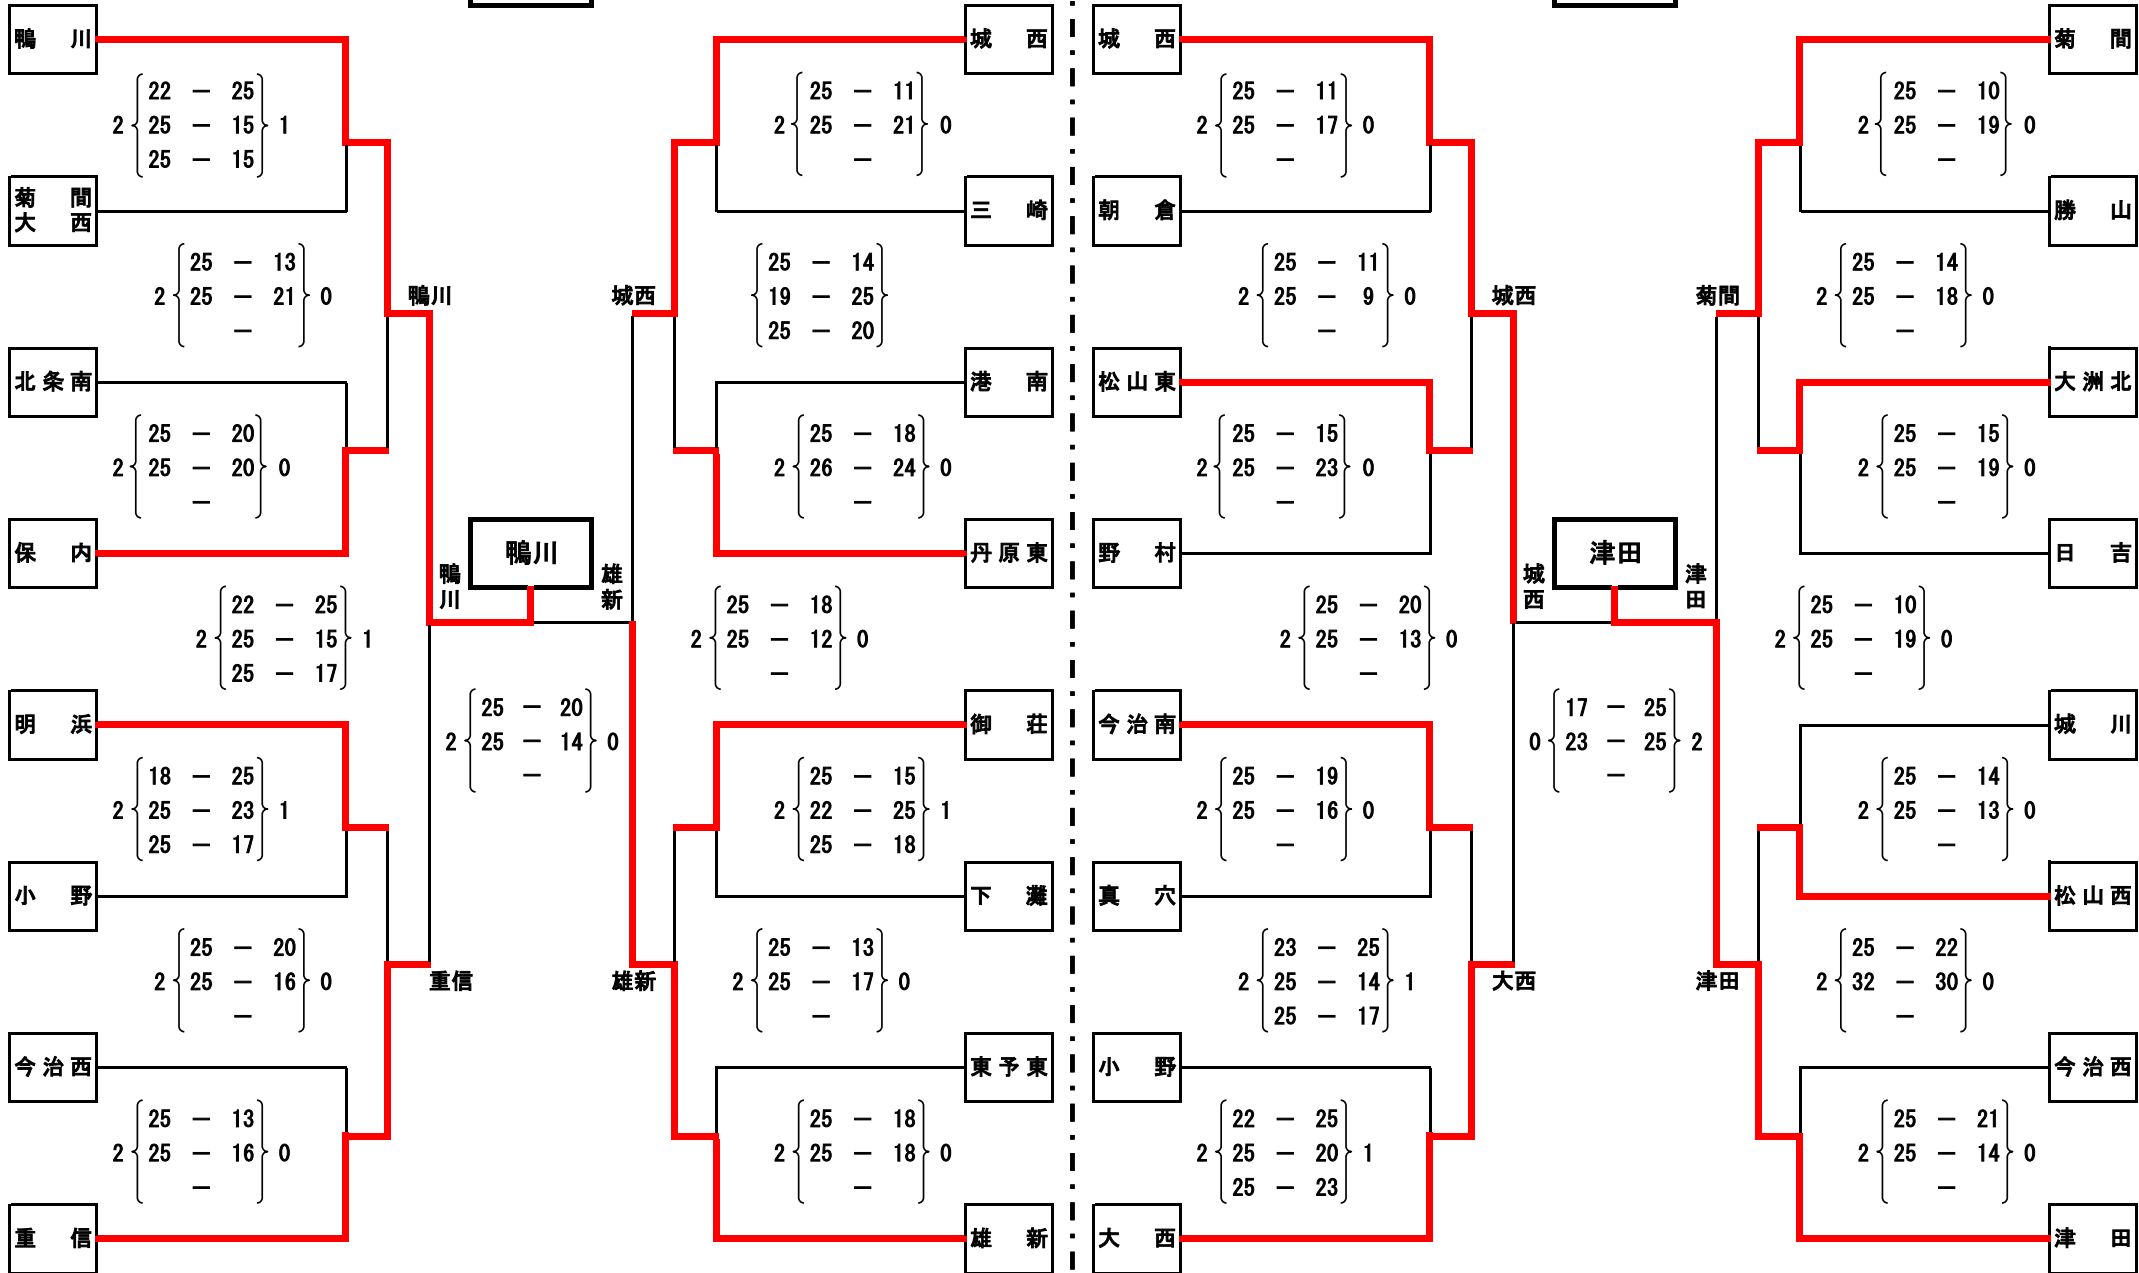 鴨川
22 － 25
2 25 － 15 1
25 － 15
菊間
大西
25 － 13
2 25 － 21 0
－
鴨川
北条南
25 － 20
2 25 － 20 0
－
保内
22 － 25
2 25 － 15 1
25 － 17
鴨川
鴨川
明浜
18 － 25
2 25 － 23 1
25 － 17
小野
25 － 20
2 25 － 16 0
－
重信
今治西
25 － 13
2 25 － 16 0
－
重信
25 － 20
2 25 － 14 0
－
城西
25 － 11
2 25 － 21 0
－
三崎
城西
25 － 14
19 － 25
25 － 20
港南
25 － 18
2 26 － 24 0
－
丹原東
雄新
25 － 18
2 25 － 12 0
－
御荘
25 － 15
2 22 － 25 1
25 － 18
下灘
雄新
25 － 13
2 25 － 17 0
－
東予東
25 － 18
2 25 － 18 0
－
雄新
城西
25 － 11
2 25 － 17 0
－
朝倉
25 － 11
2 25 － 9 0
－
城西
松山東
25 － 15
2 25 － 23 0
－
野村
25 － 20
2 25 － 13 0
－
城西
津田
今治南
25 － 19
2 25 － 16 0
－
真穴
23 － 25
2 25 － 14 1
25 － 17
大西
小野
22 － 25
2 25 － 20 1
25 － 23
大西
17 － 25
0 23 － 25 2
－
菊間
25 － 10
2 25 － 19 0
－
勝山
菊間
25 － 14
2 25 － 18 0
－
大洲北
25 － 15
2 25 － 19 0
－
日吉
津田
25 － 10
2 25 － 19 0
－
城川
25 － 14
2 25 － 13 0
－
松山西
津田
25 － 22
2 32 － 30 0
－
今治西
25 － 21
2 25 － 14 0
－
津田